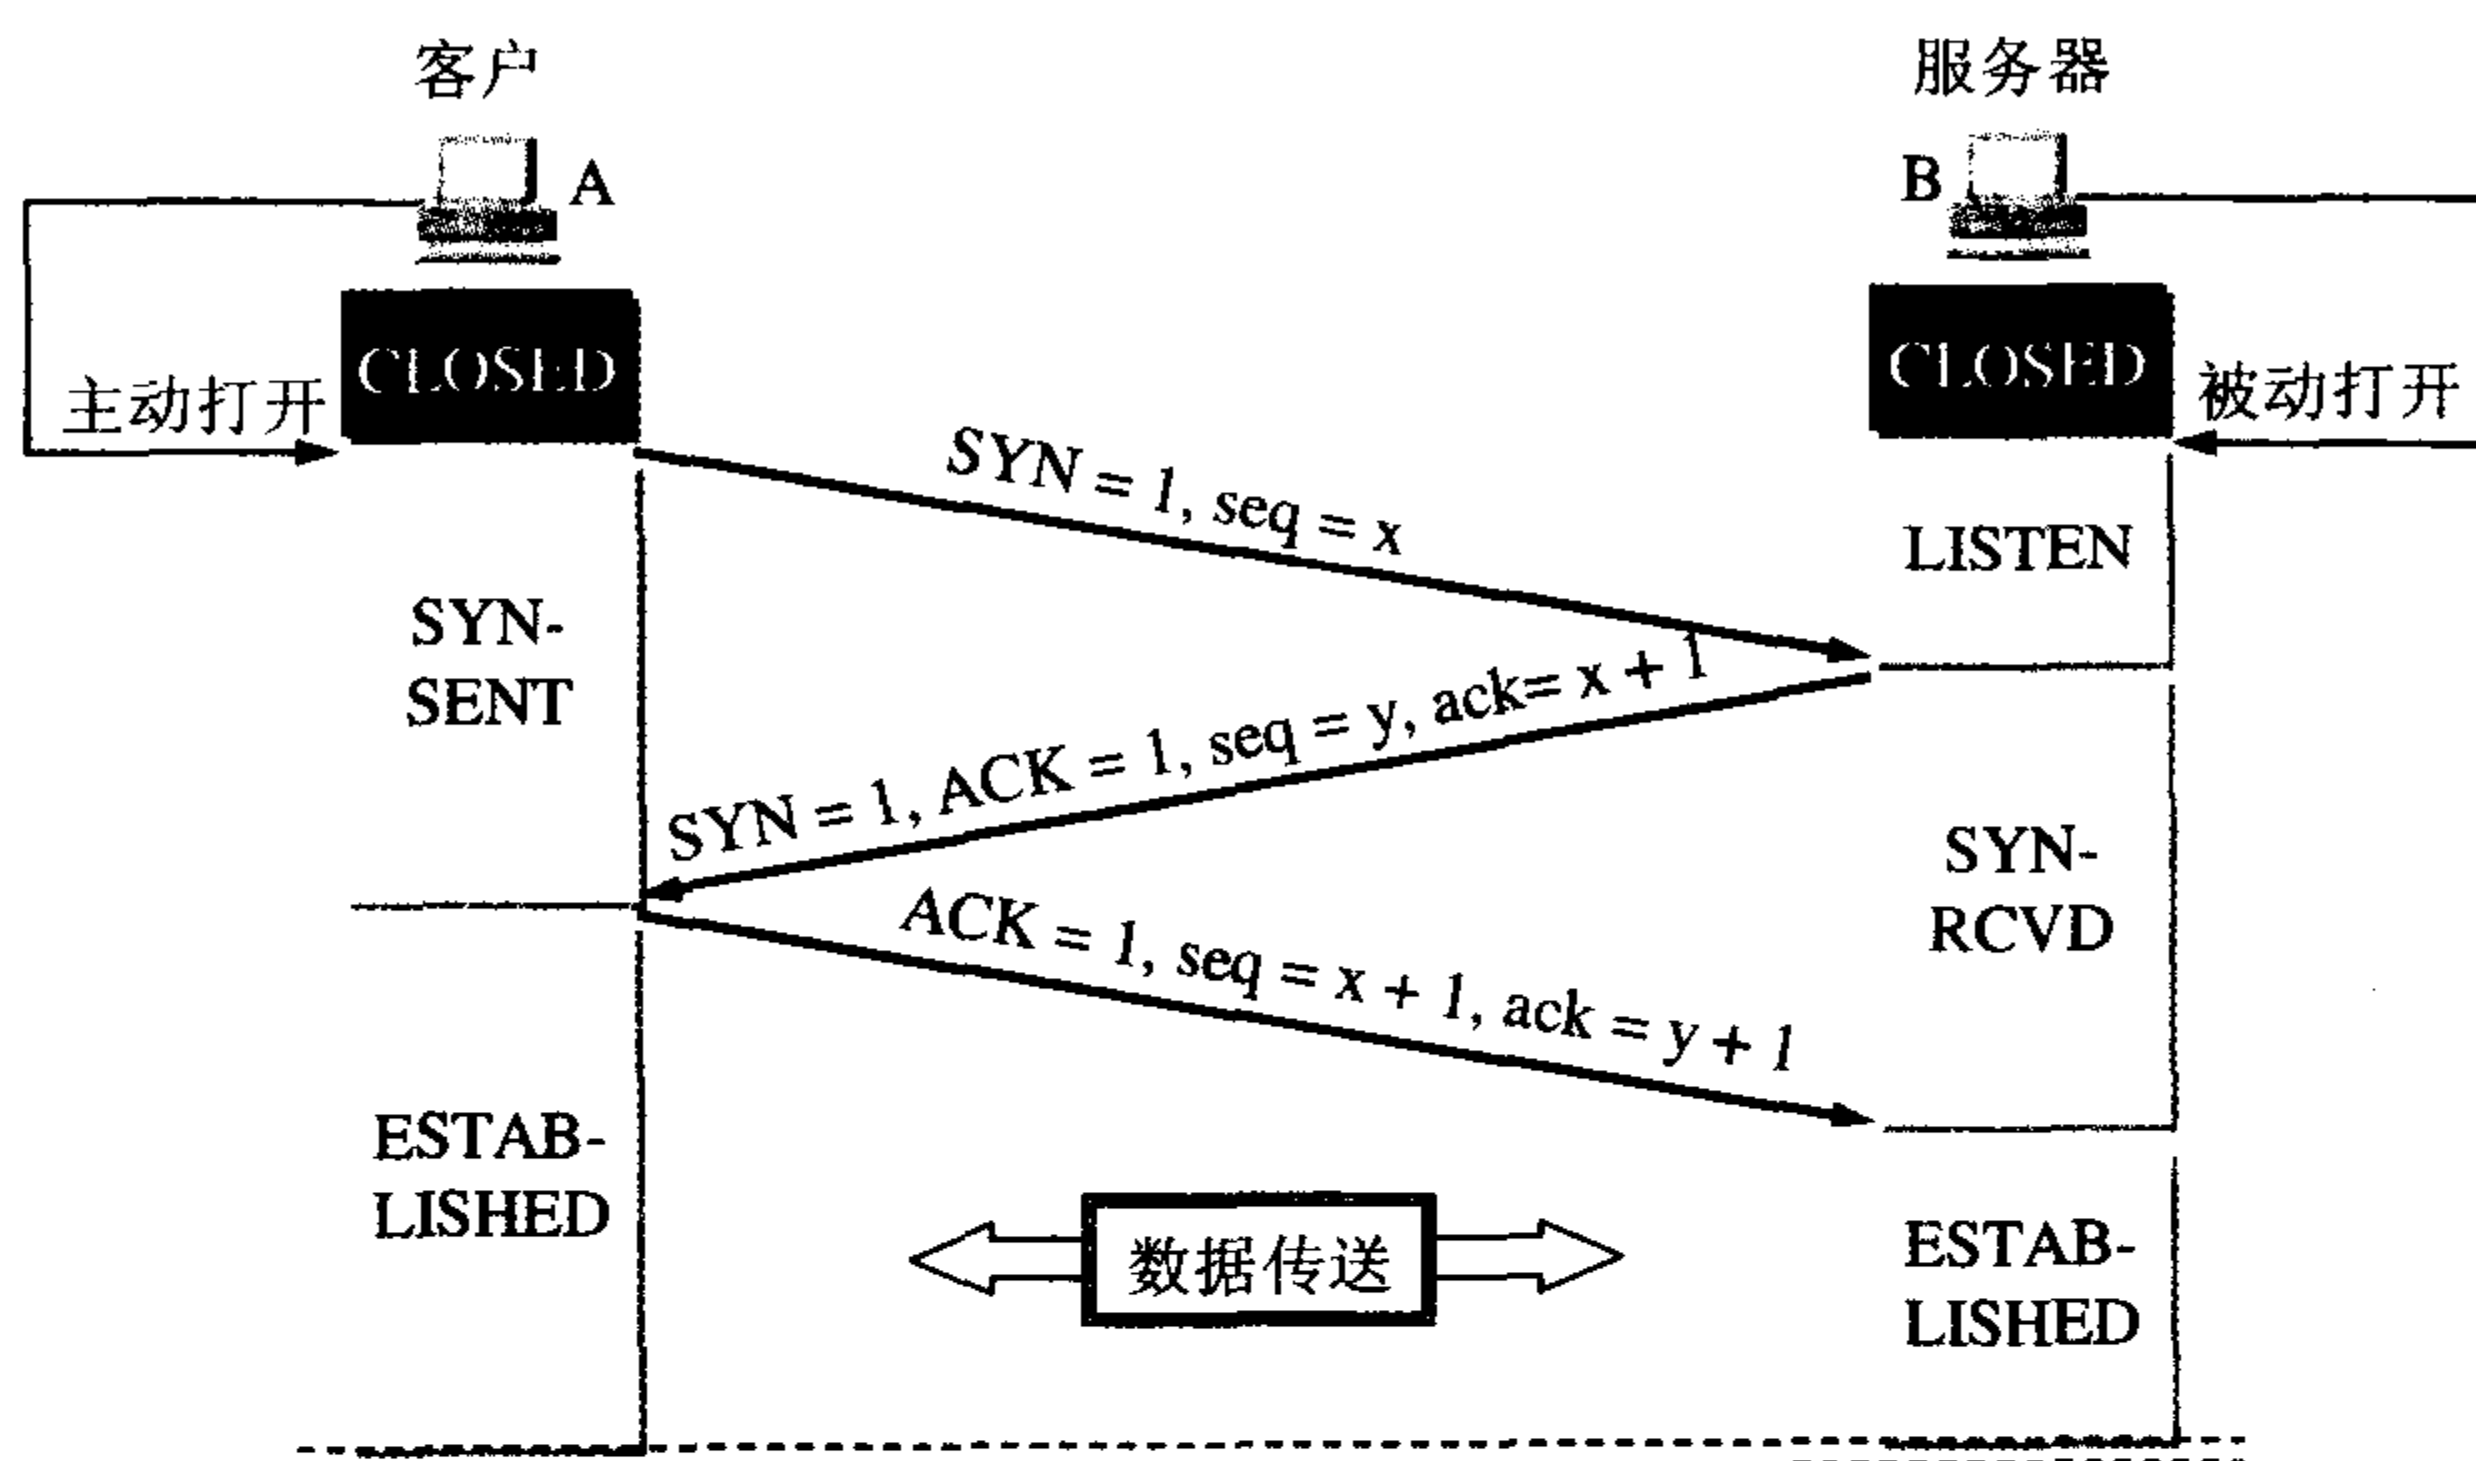 客户
服务器
A
B
CLOSED
CLOSED
主动打开
被动打开
SYN = 1, seq = x
LISTEN
SYN-
SENT
SYN = 1, ACK = 1, seq = y, ack= x + 1
SYN-
RCVD
ACK = 1, seq = x + 1, ack = y + 1
ESTAB-
LISHED
数据传送
ESTAB-
LISHED